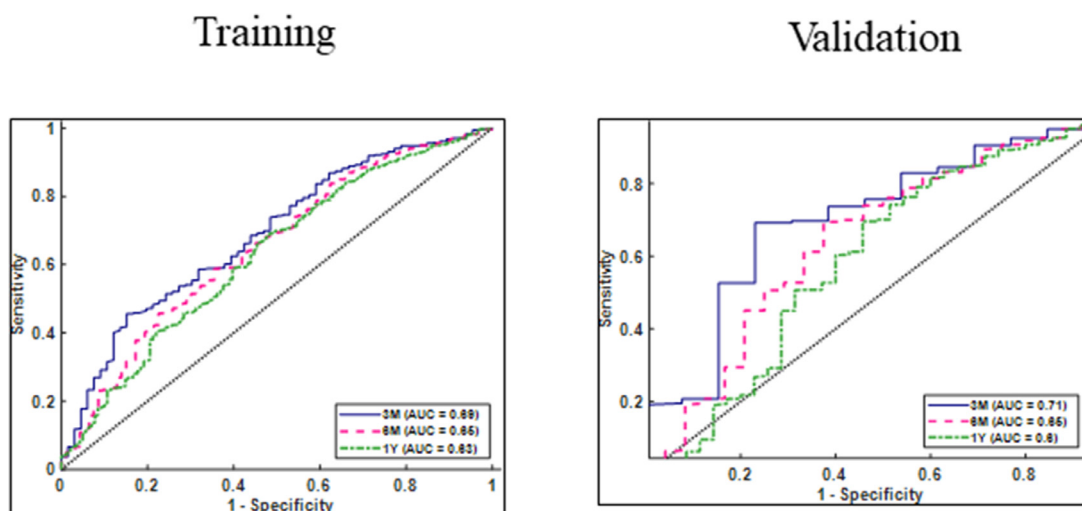 Training
Validation
1
0.8
0.6
0.4
0.2
0
Sensitivity
0
0.2
0.4
0.6
0.8
1
1 - Specificity
3M (AUC = 0.69)
6M (AUC = 0.65)
1Y (AUC = 0.63)
0.8
0.6
0.4
0.2
Sensitivity
0.2
0.4
0.6
0.8
1 - Specificity
3M (AUC = 0.71)
6M (AUC = 0.65)
1Y (AUC = 0.6)